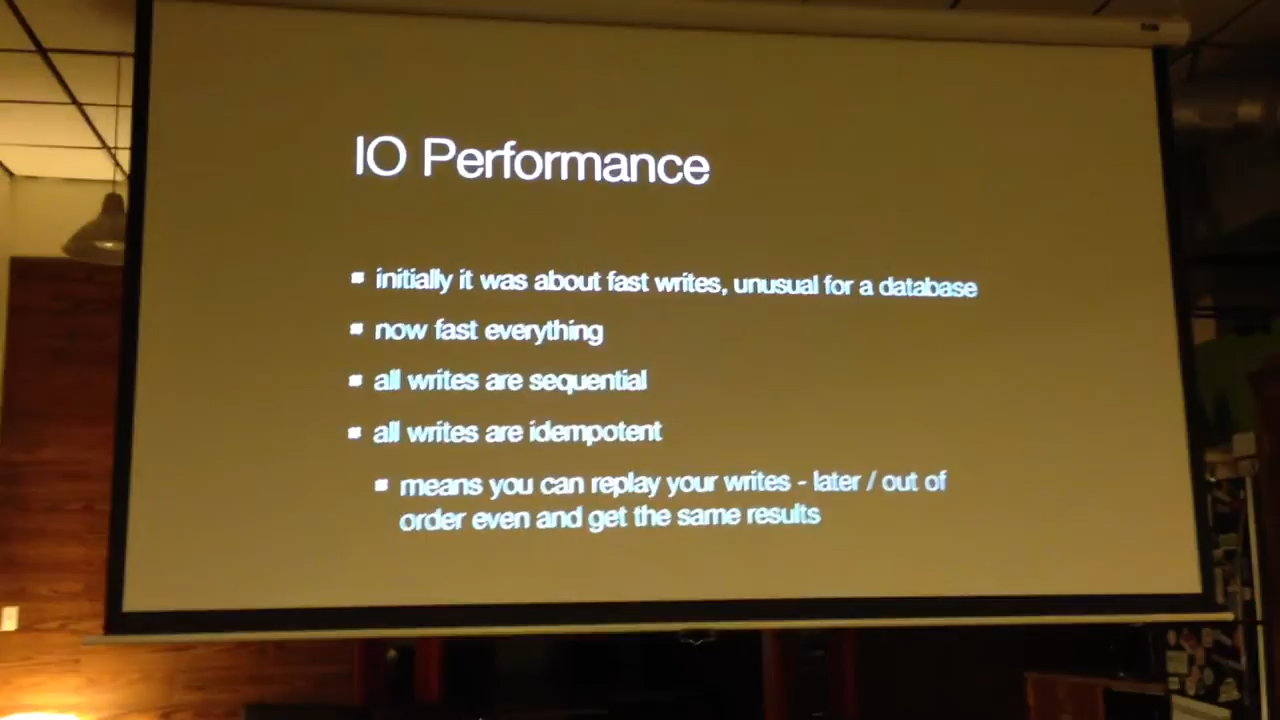 IO Performance
initially it was about fast writes, unusual for a database
now fast everything
all writes are sequential
all writes are idempotent
means you can replay your writes - later / out of
order even and get the same results